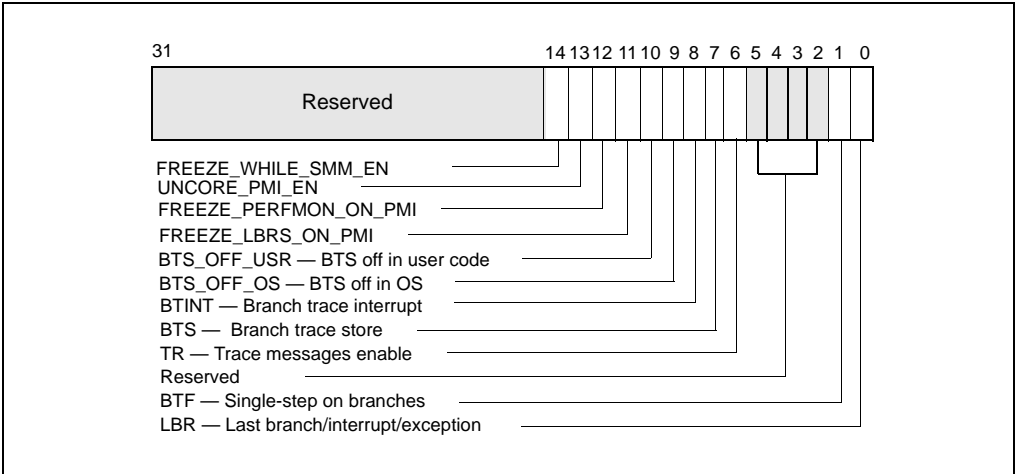 31 14 13 12 11 10 9 8 7 6 5 4 3 2 1 0
Reserved
FREEZE_WHILE_SMM_EN
UNCORE_PMI_EN
FREEZE_PERFMON_ON_PMI
FREEZE_LBRS_ON_PMI
BTS_OFF_USR — BTS off in user code
BTS_OFF_OS — BTS off in OS
BTINT — Branch trace interrupt
BTS — Branch trace store
TR — Trace messages enable
Reserved
BTF — Single-step on branches
LBR — Last branch/interrupt/exception